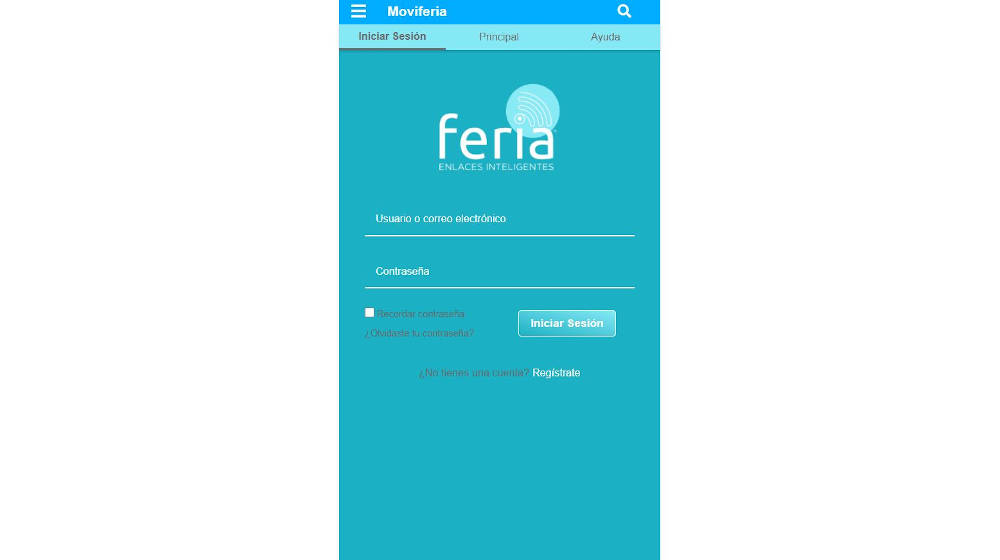 Moviferia
Iniciar Sesión Principal Ayuda
feria
ENLACES INTELIGENTES
Usuario o correo electrónico
Contraseña
Recordar contraseña
¿Olvidaste tu contraseña?
Iniciar Sesión
¿No tienes una cuenta? Regístrate